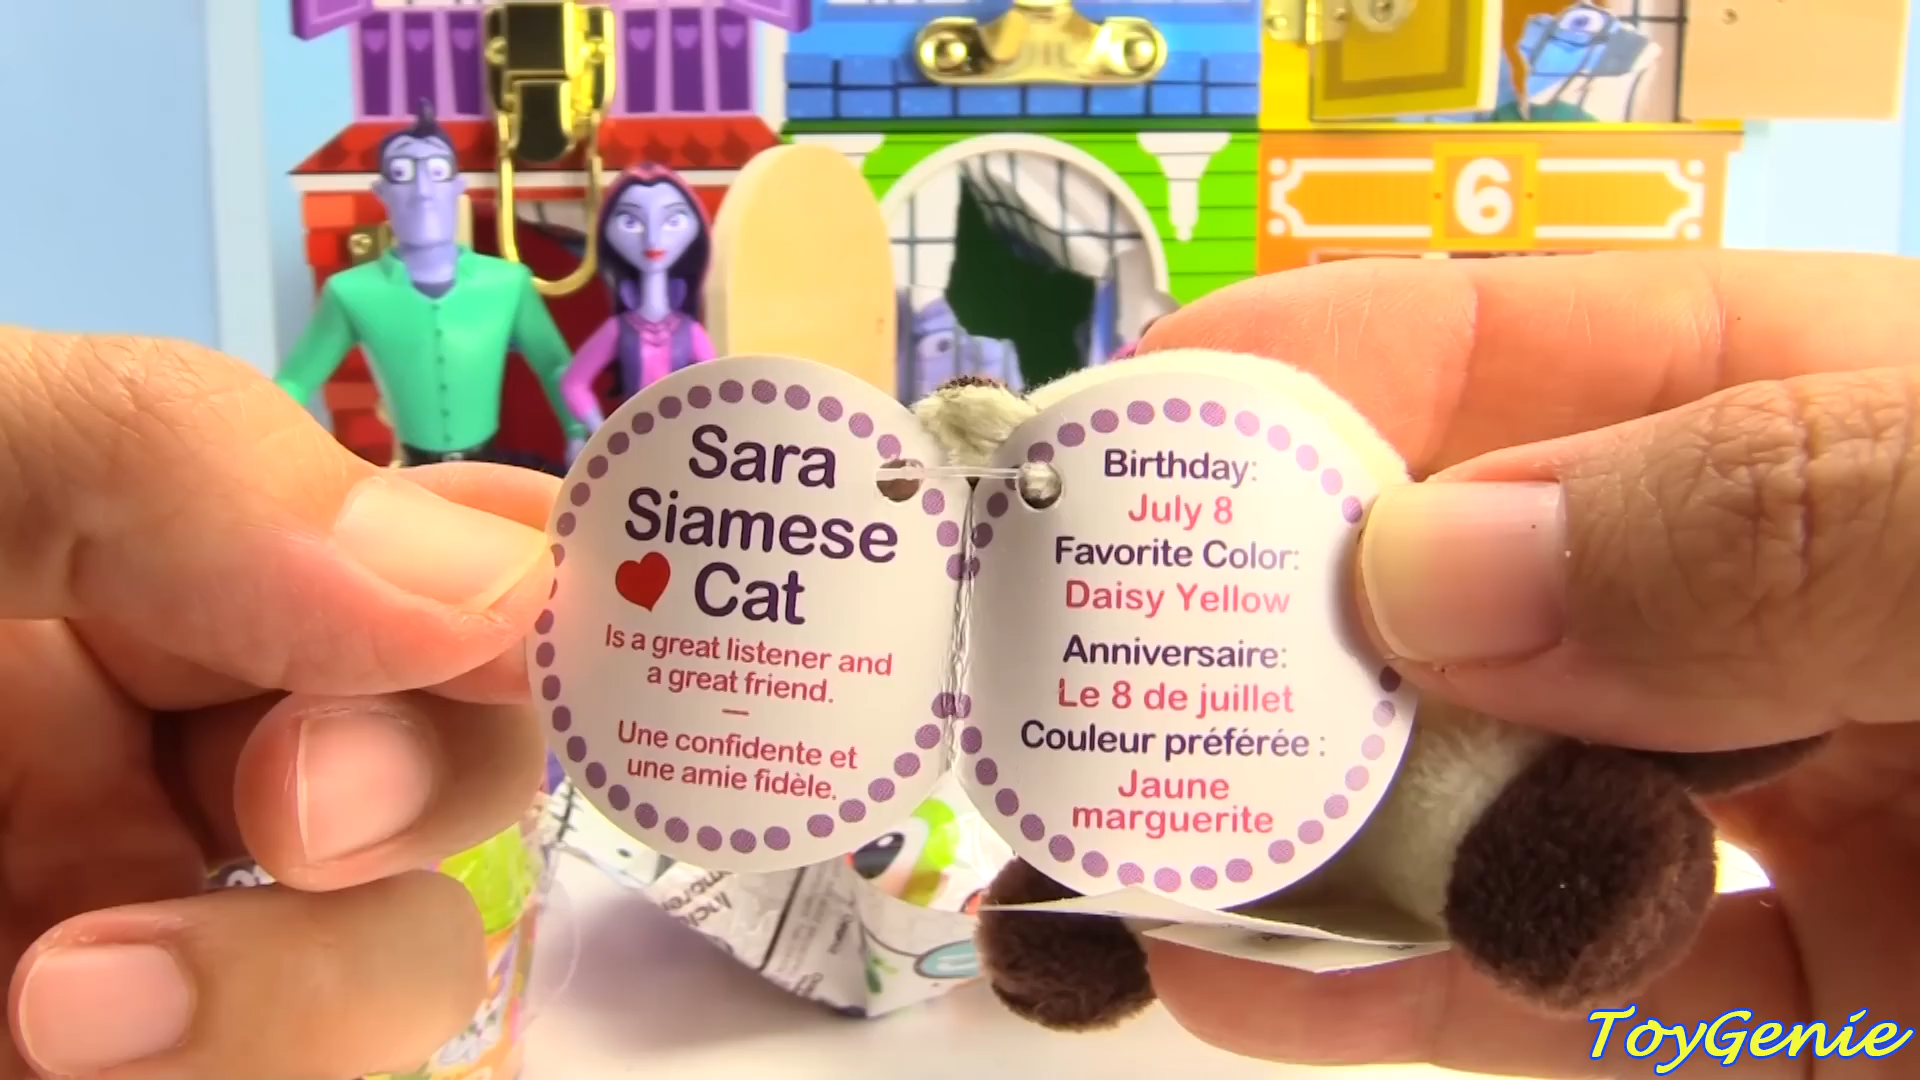 6
Sara
Siamese
Cat
Is a great listener and
a great friend.
—
Une confidente et
une amie fidèle.
Birthday:
July 8
Favorite Color:
Daisy Yellow
Anniversaire:
Le 8 de juillet
Couleur préférée :
Jaune
marguerite
ToyGenie